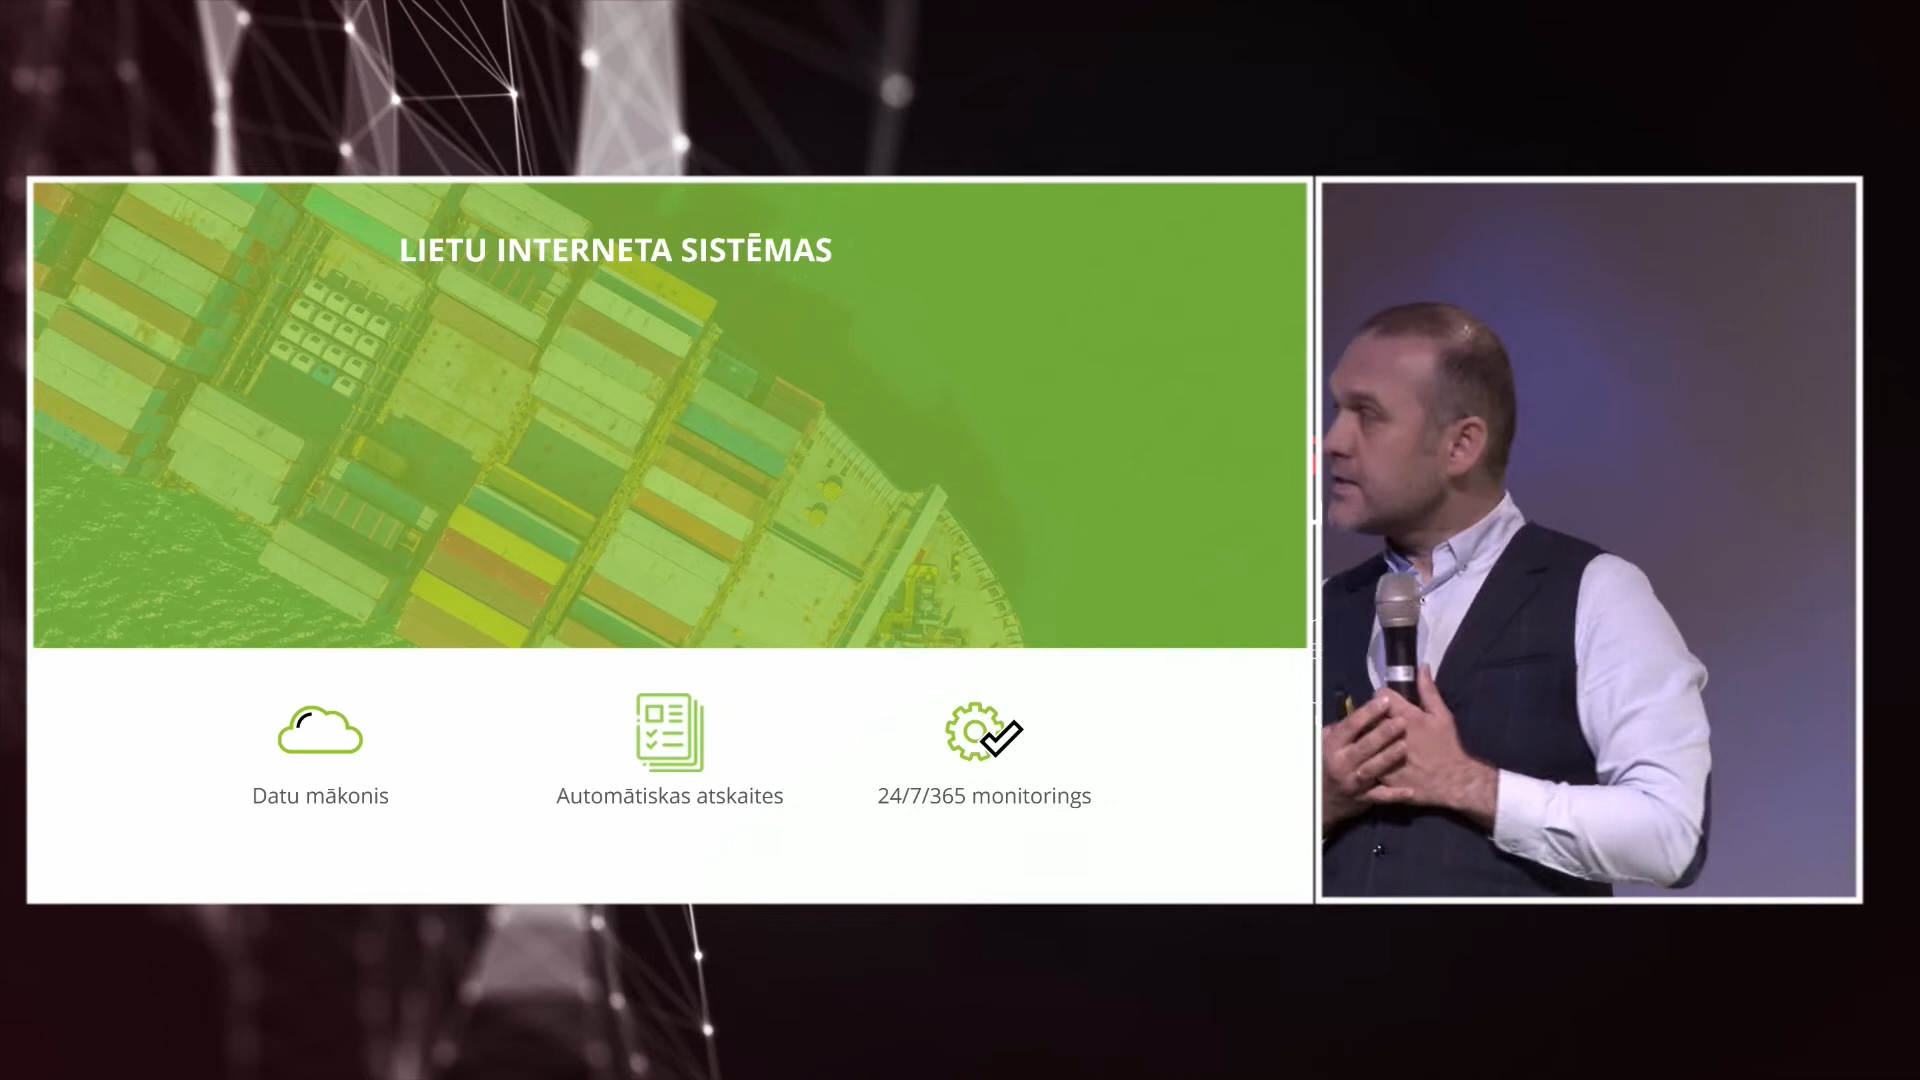 LIETU INTERNETA SISTĒMAS
Datu mākonis
Automātiskas atskaites
24/7/365 monitorings